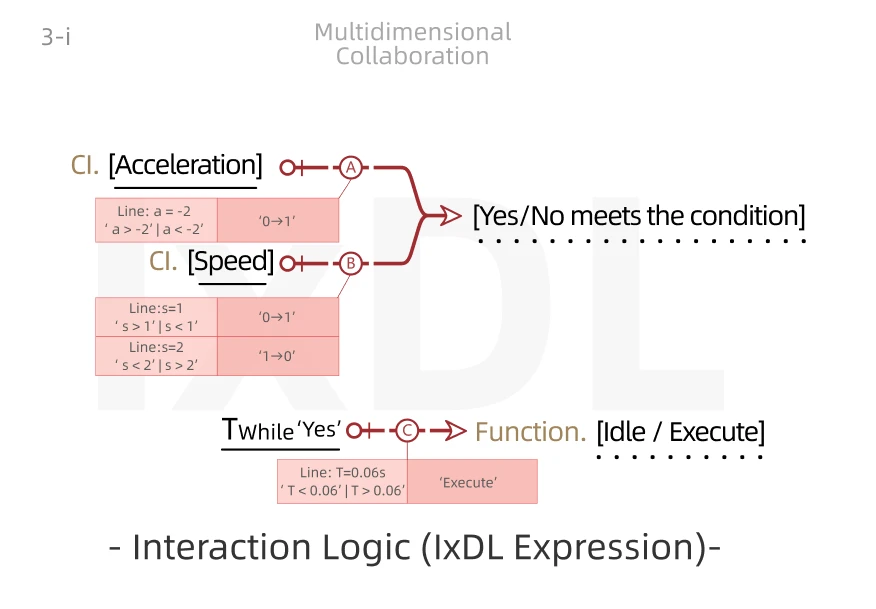 3-i
Multidimensional
Collaboration
CI. [Acceleration]
A
Line: a = -2
‘ a > -2’ | a < -2’
‘0→1’
[Yes/No meets the condition]
CI. [Speed]
B
Line:s=1
‘ s > 1’ | s < 1’
‘0→1’
Line:s=2
‘ s < 2’ | s > 2’
‘1→0’
IxDL
TWhile‘Yes’
C
Function. [Idle / Execute]
Line: T=0.06s
‘ T < 0.06’ | T > 0.06’
‘Execute’
- Interaction Logic (IxDL Expression)-